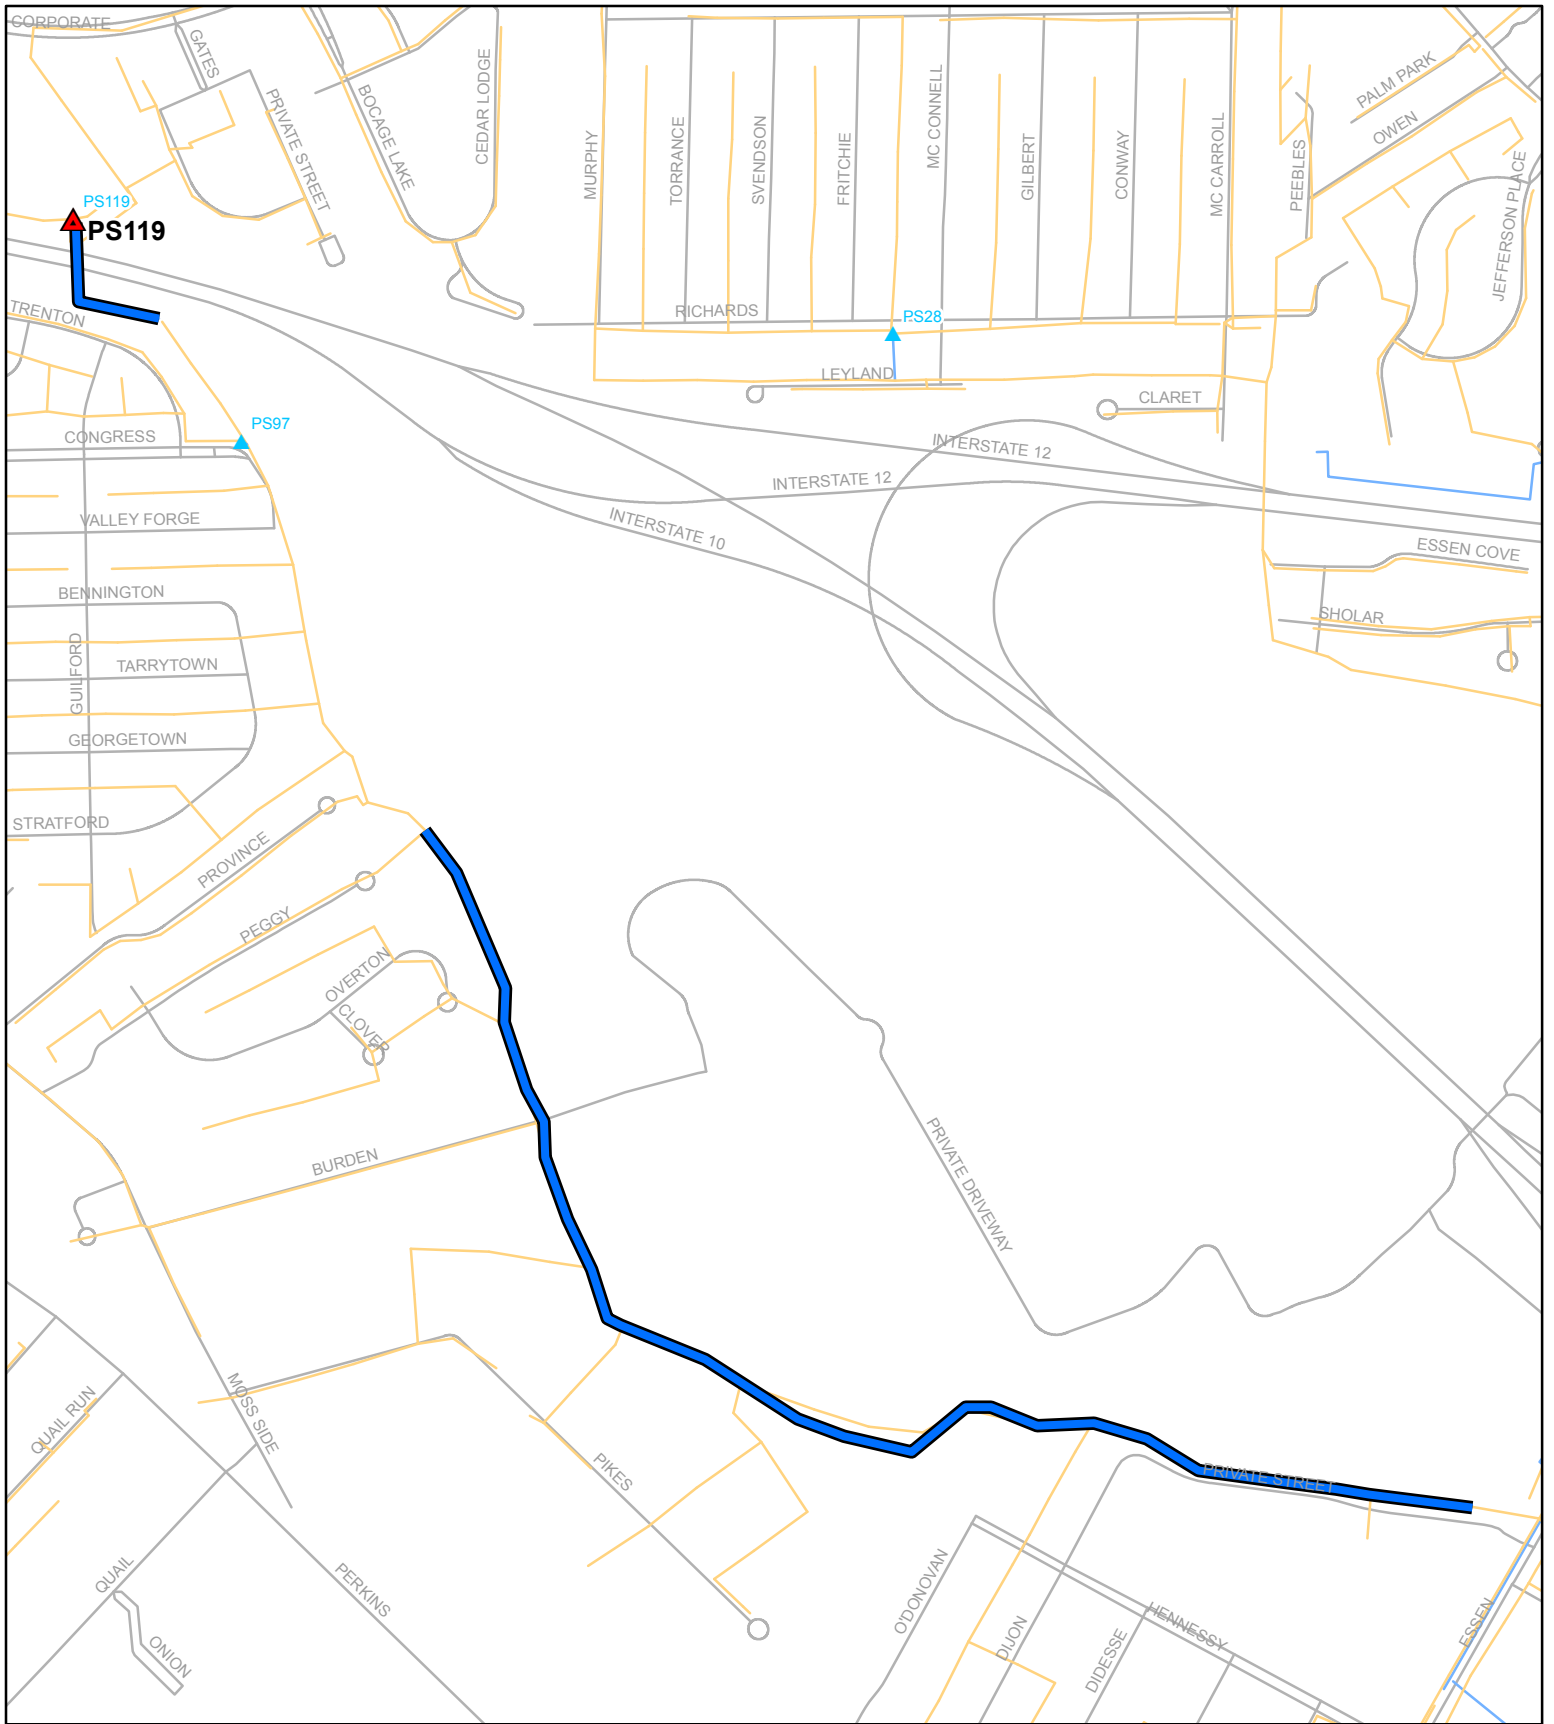 CORPORATE
GATES
PRIVATE STREET
BOCAGE LAKE
CEDAR LODGE
MURPHY
TORRANCE
SVENDSON
FRITCHIE
MC CONNELL
GILBERT
CONWAY
MC CARROLL
PEEBLES
PALM PARK
OWEN
JEFFERSON PLACE
PS119
PS119
TRENTON
RICHARDS
PS28
LEYLAND
CLARET
PS97
CONGRESS
INTERSTATE 12
INTERSTATE 12
INTERSTATE 10
VALLEY FORGE
ESSEN COVE
BENNINGTON
SHOLAR
GUILFORD
TARRYTOWN
GEORGETOWN
STRATFORD
PROVINCE
PEGGY
OVERTON
CLOVER
BURDEN
PRIVATE DRIVEWAY
MOSS SIDE
QUAIL RUN
PIKES
PRIVATE STREET
QUAIL
PERKINS
ONION
O'DONOVAN
DIJON
DIDESSE
HENNESSY
ESSEN